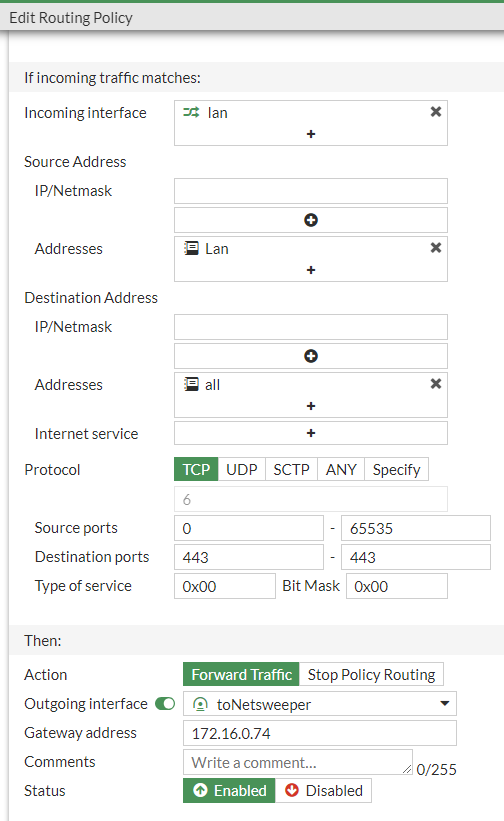 Edit Routing Policy
If incoming traffic matches:
Incoming interface lan
+
Source Address
IP/Netmask
Addresses Lan
+
Destination Address
IP/Netmask
Addresses all
+
Internet service +
Protocol TCP UDP SCTP ANY Specify
6
Source ports 0 - 65535
Destination ports 443 - 443
Type of service 0x00 Bit Mask 0x00
Then:
Action Forward Traffic Stop Policy Routing
Outgoing interface toNetsweeper
Gateway address 172.16.0.74
Comments Write a comment... 0/255
Status Enabled Disabled